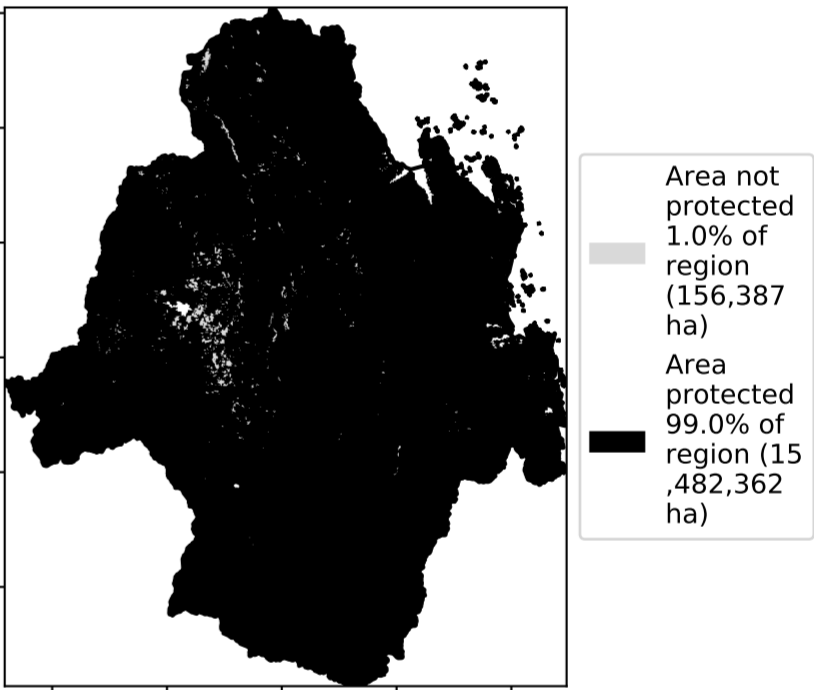 Area not
protected
1.0% of
region
(156,387
ha)
Area
protected
99.0% of
region (15
,482,362
ha)